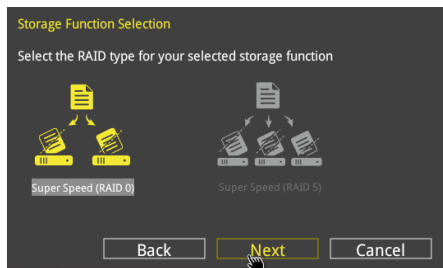 Storage Function Selection
Select the RAID type for your selected storage function
Super Speed (RAID 0)
Super Speed (RAID 5)
Back
Next
Cancel